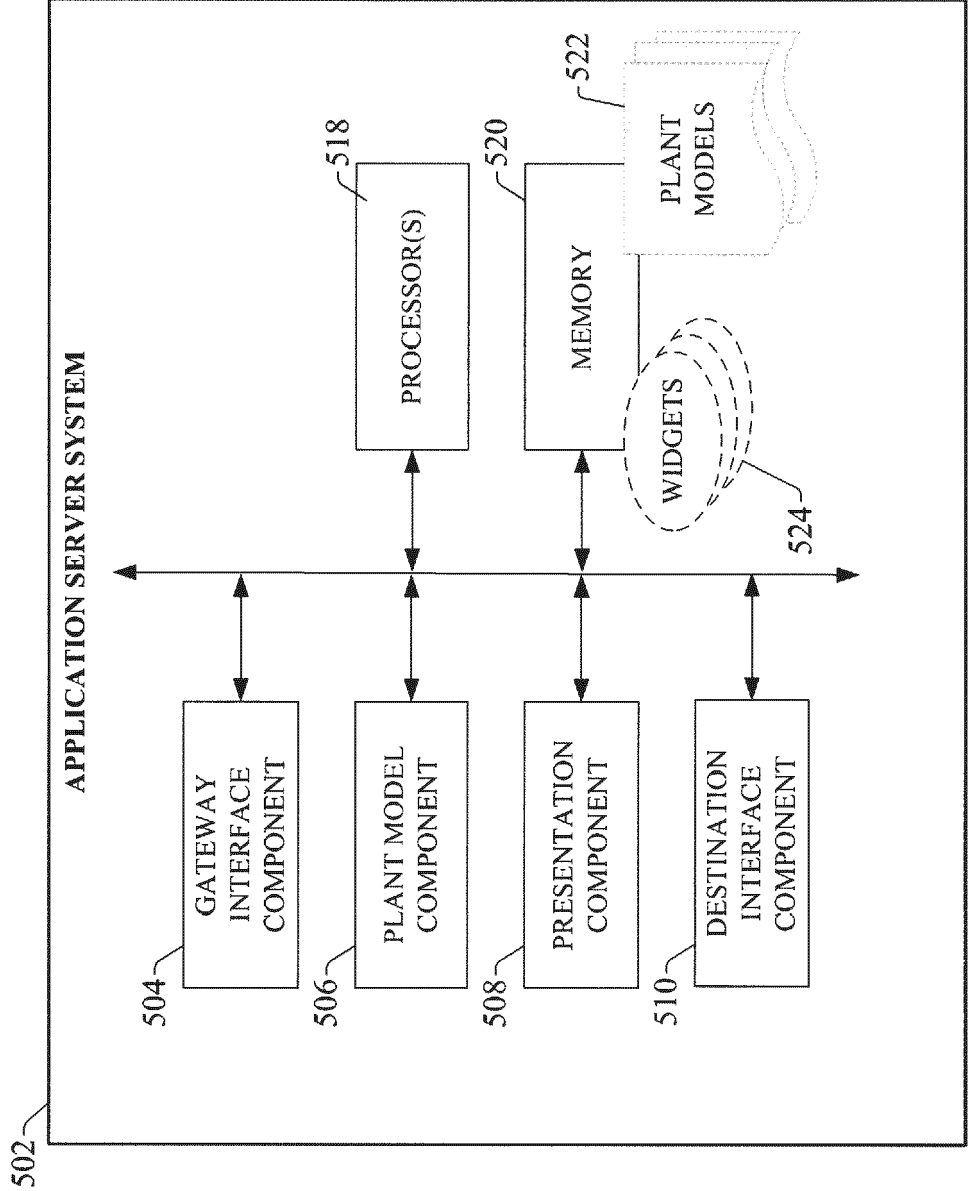 502
APPLICATION SERVER SYSTEM
504
GATEWAY
INTERFACE
COMPONENT
506
PLANT MODEL
COMPONENT
508
PRESENTATION
COMPONENT
510
DESTINATION
INTERFACE
COMPONENT
518
PROCESSOR(S)
520
MEMORY
524
WIDGETS
522
PLANT
MODELS